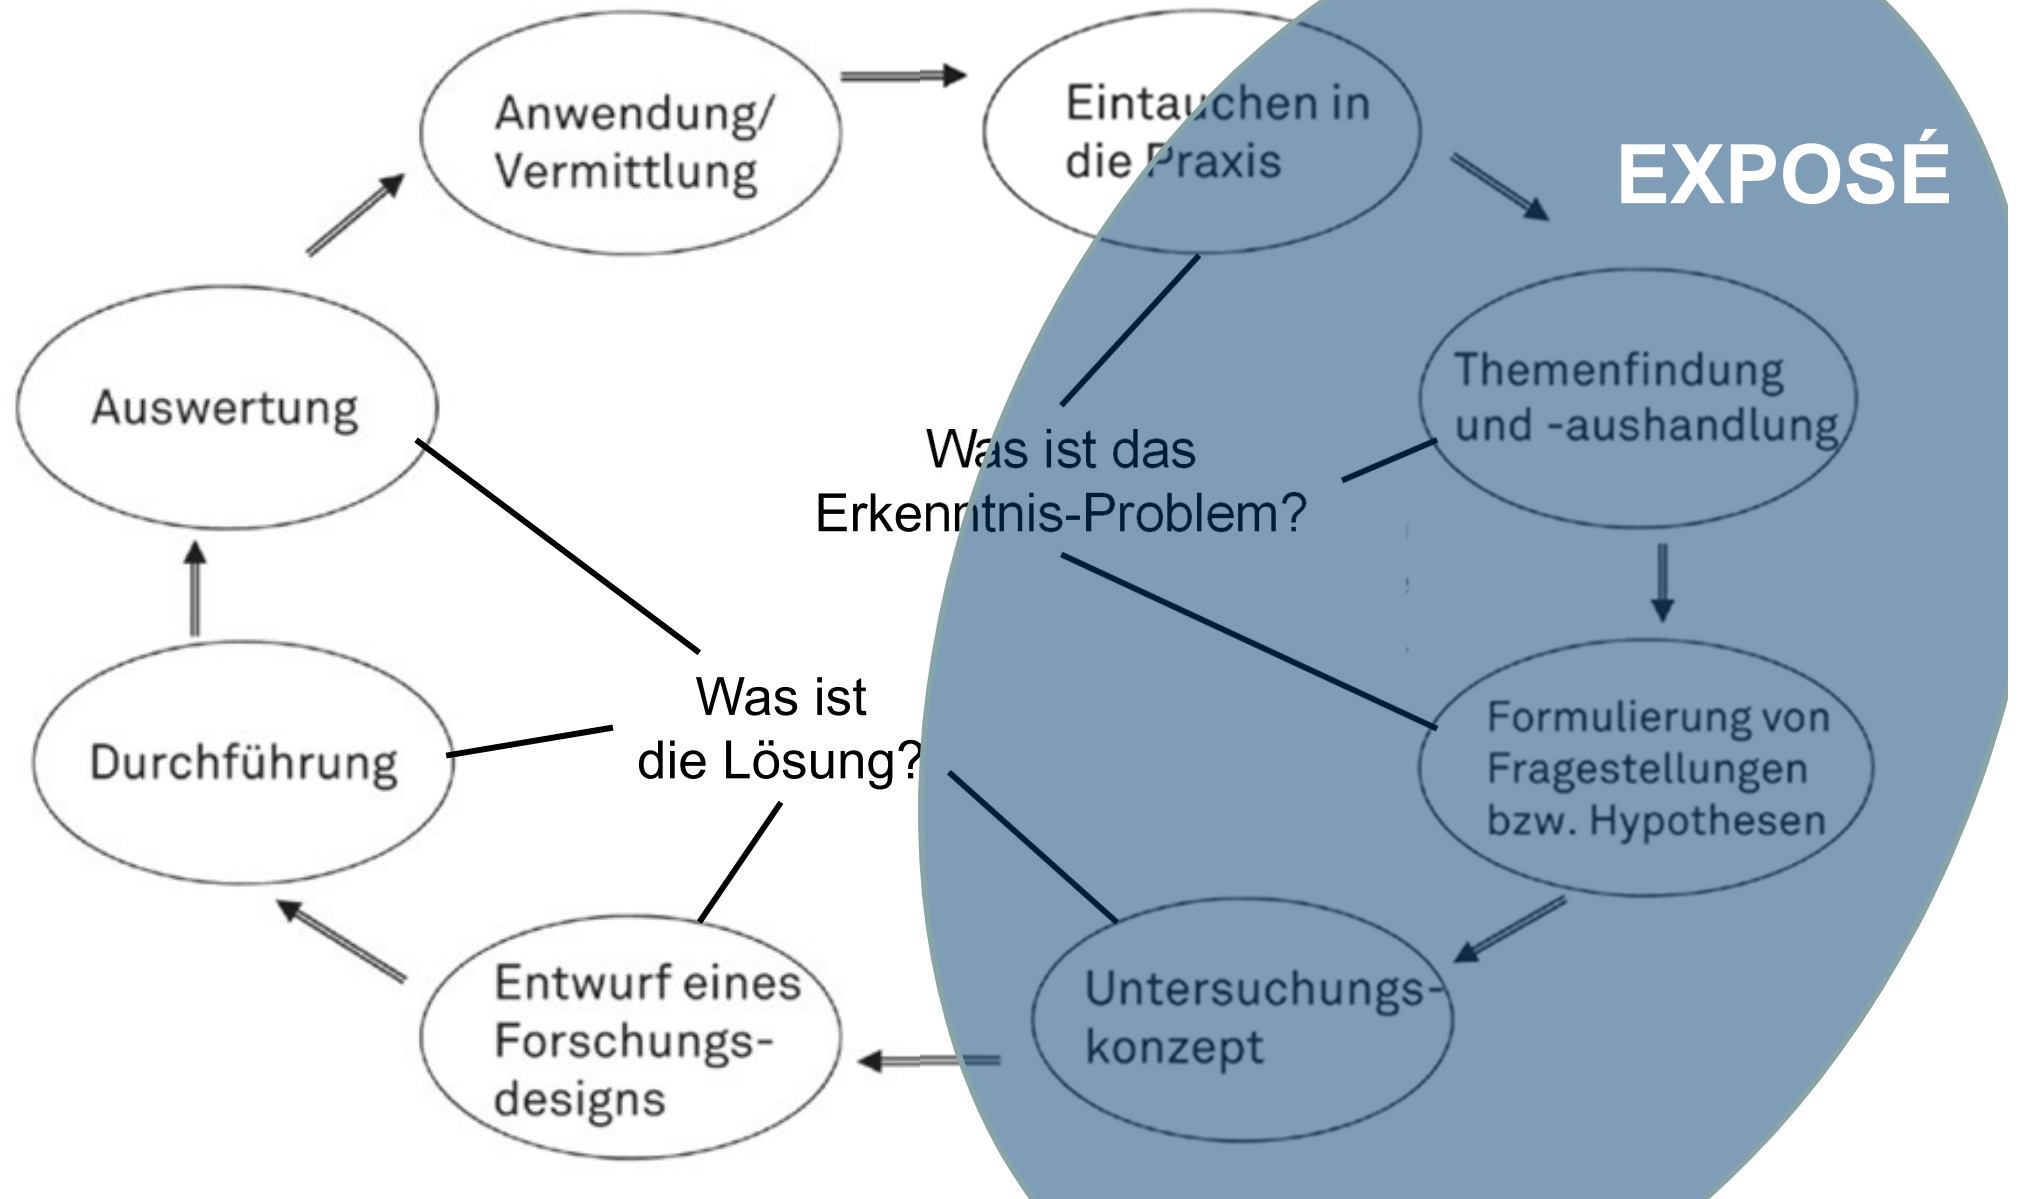 Anwendung/
Vermittlung
Eintauchen in
die Praxis
EXPOSÉ
Themenfindung
und -aushandlung
Formulierung von
Fragestellungen
bzw. Hypothesen
Untersuchungs-
konzept
Entwurf eines
Forschungs-
designs
Durchführung
Auswertung
Was ist das
Erkenntnis-Problem?
Was ist
die Lösung?